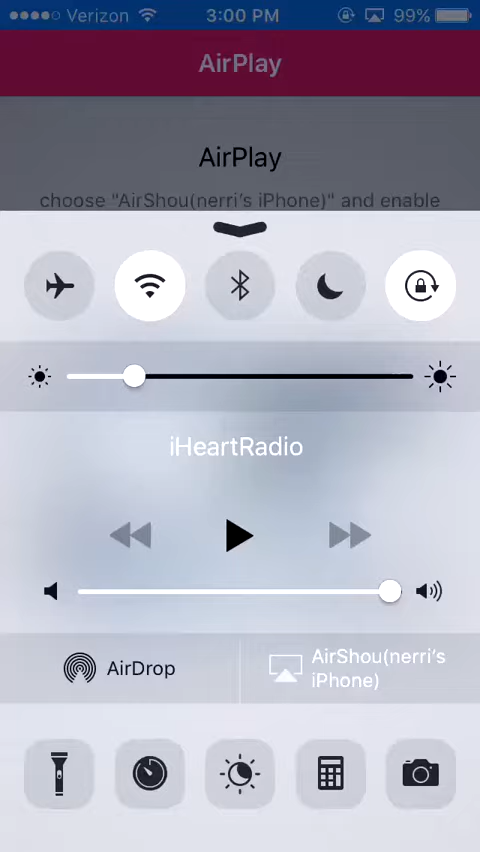 Verizon 3:00 PM 99%
AirPlay
AirPlay
choose "AirShou(nerri's iPhone)" and enable
iHeartRadio
AirDrop
AirShou(nerri's
iPhone)